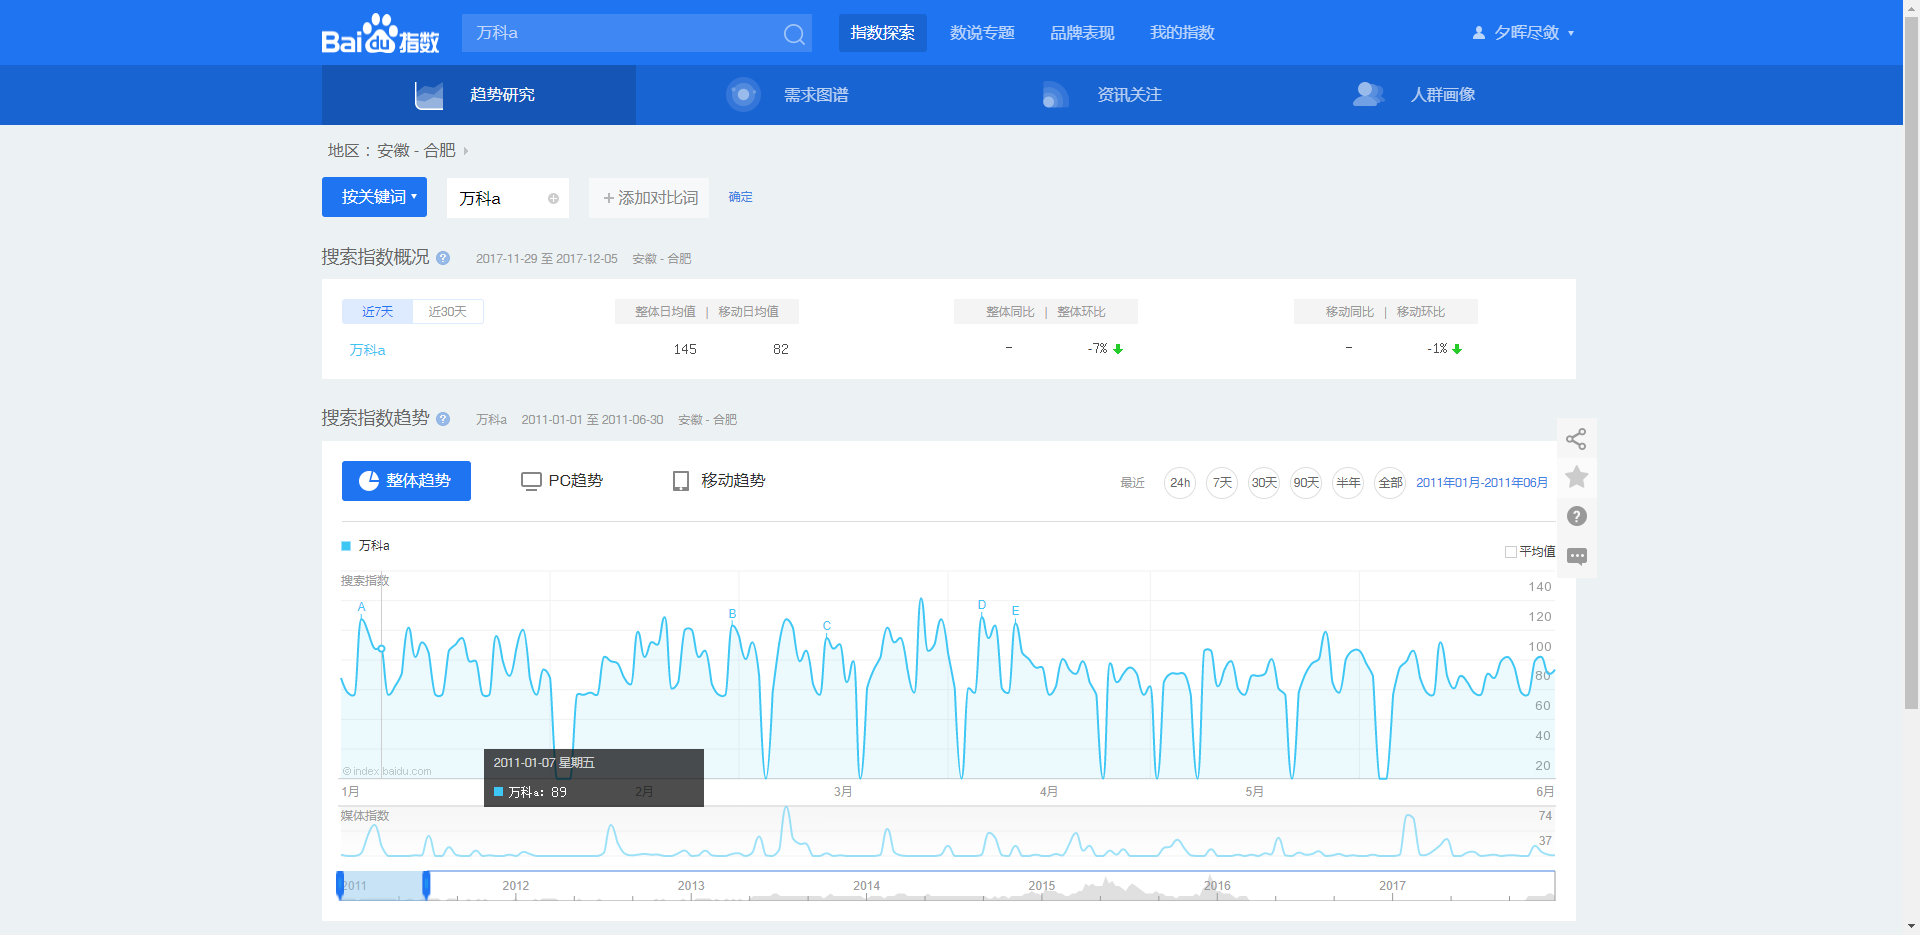 Baidu指数
万科a
指数探索
数说专题
品牌表现
我的指数
夕晖尽敛
趋势研究
需求图谱
资讯关注
人群画像
地区： 安徽 - 合肥
按关键词
万科a
+ 添加对比词
确定
搜索指数概况 ? 2017-11-29 至 2017-12-05 安徽 - 合肥
近7天 近30天 整体日均值 | 移动日均值 整体同比 | 整体环比 移动同比 | 移动环比
万科a 145 82 - -7% - -1%
搜索指数趋势 ? 万科a 2011-01-01 至 2011-06-30 安徽 - 合肥
整体趋势 PC趋势 移动趋势 最近 24h 7天 30天 90天 半年 全部 2011年01月-2011年06月
?
万科a
平均值
搜索指数
140
A B C D E
120
100
80
60
40
20
©index.baidu.com
2011-01-07 星期五
万科a: 89
1月 2月 3月 4月 5月 6月
媒体指数
74
37
2011 2012 2013 2014 2015 2016 2017